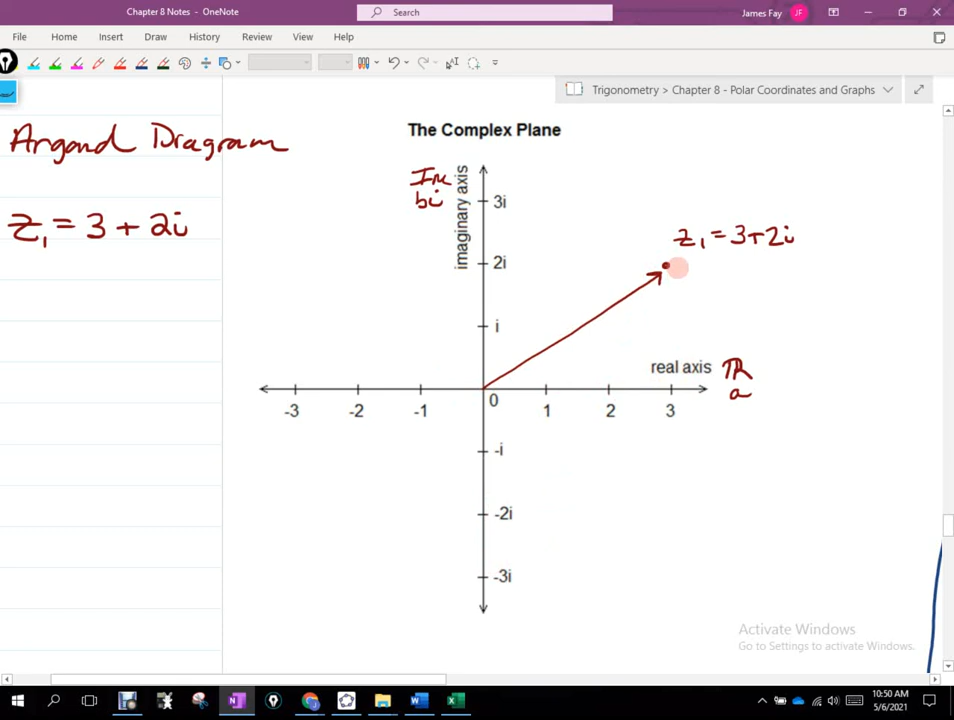 Chapter 8 Notes - OneNote
Search
James Fay
JF
File Home Insert Draw History Review View Help
Trigonometry > Chapter 8 - Polar Coordinates and Graphs
Argand Diagram
z₁ = 3 + 2i
The Complex Plane
Im
bi
imaginary axis
3i
2i
i
z₁ = 3+2i
real axis
ℝ
a
-3 -2 -1 0 1 2 3
-i
-2i
-3i
Activate Windows
Go to Settings to activate Windows.
10:50 AM
5/6/2021